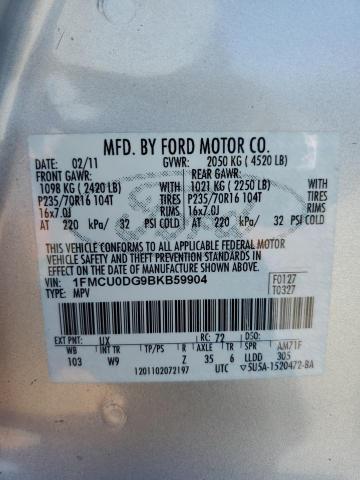 MFD. BY FORD MOTOR CO.
DATE: 02/11 GVWR: 2050 KG ( 4520 LB)
FRONT GAWR: REAR GAWR:
1098 KG ( 2420 LB) 1021 KG ( 2250 LB)
P235/70R16 104T TIRES P235/70R16 104T TIRES
16x7.0J RIMS 16x7.0J RIMS
AT 220 kPa/ 32 PSI COLD AT 220 kPa/ 32 PSI COLD
THIS VEHICLE CONFORMS TO ALL APPLICABLE FEDERAL MOTOR
VEHICLE SAFETY AND THEFT PREVENTION STANDARDS IN EFFECT
ON THE DATE OF MANUFACTURE SHOWN ABOVE.
VIN: 1FMCU0DG9BKB59904 F0127
TYPE: MPV T0327
EXT PNT: UX RC: 72 DSO: AM71F
WB INT TR TP/PS R AXLE TR SPR 305
103 W9 Z 35 6 LLDD
1201102072197 UTC 5U5A-1520472-BA